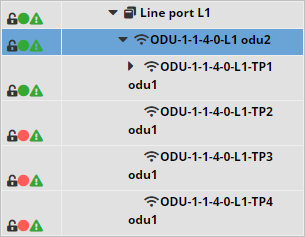 Line port L1
ODU-1-1-4-0-L1 odu2
ODU-1-1-4-0-L1-TP1
odu1
ODU-1-1-4-0-L1-TP2
odu1
ODU-1-1-4-0-L1-TP3
odu1
ODU-1-1-4-0-L1-TP4
odu1